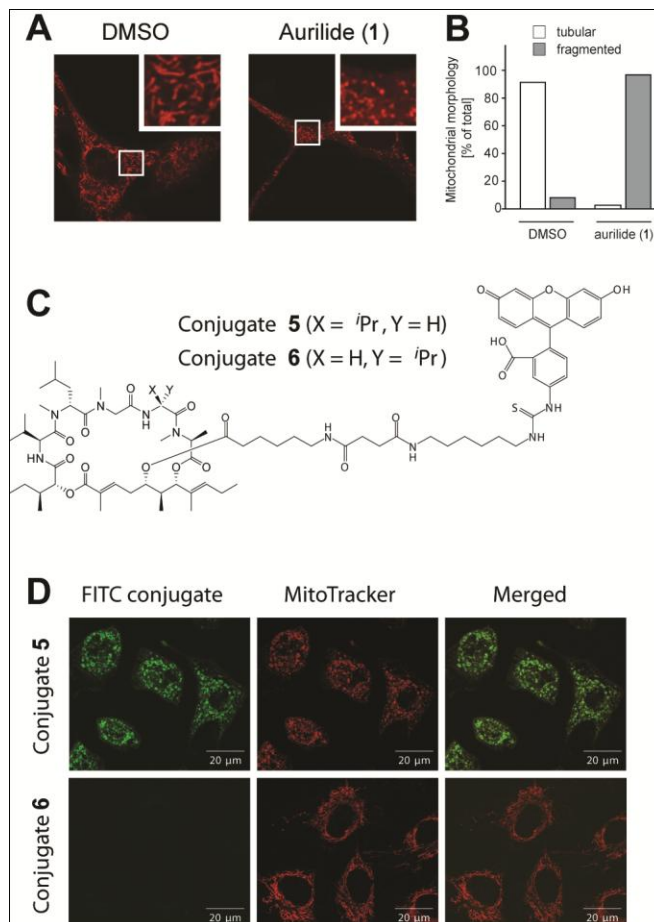 A
DMSO
Aurilide (1)
B
tubular
fragmented
Mitochondrial morphology
[% of total]
100
80
60
40
20
0
DMSO
aurilide (1)
C
Conjugate 5 (X = iPr, Y = H)
Conjugate 6 (X = H, Y = iPr)
O
O
OH
HO
O
S
NH
NH
O
X
Y
N
O
N
HN
O
N
O
O
H
N
O
O
N
H
O
N
O
HN
O
O
O
O
O
D
FITC conjugate
MitoTracker
Merged
Conjugate 5
20 μm
20 μm
20 μm
Conjugate 6
20 μm
20 μm
20 μm